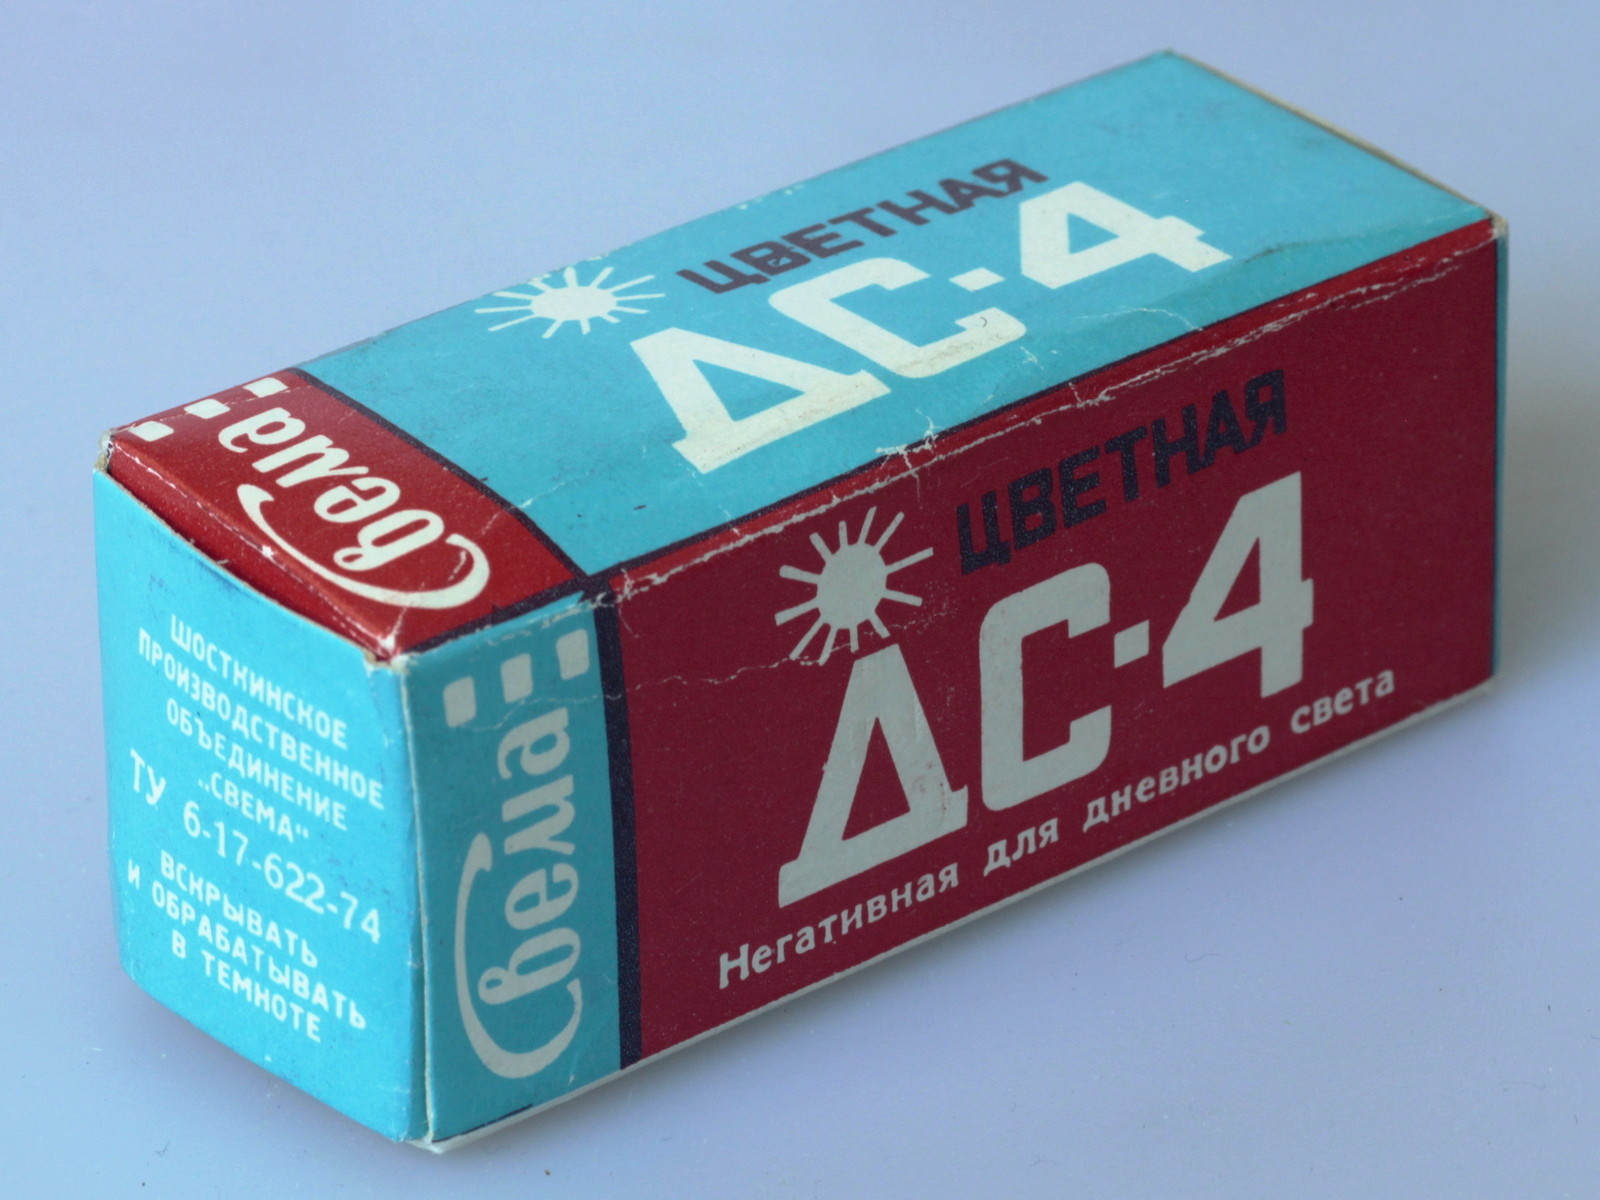 ЦВЕТНАЯ
ДС-4
Свема
ЦВЕТНАЯ
ДС-4
Негативная для дневного света
Свема
ШОСТКИНСКОЕ
ПРОИЗВОДСТВЕННОЕ
ОБЪЕДИНЕНИЕ
„СВЕМА“
ТУ 6-17-622-74
ВСКРЫВАТЬ
И ОБРАБАТЫВАТЬ
В ТЕМНОТЕ